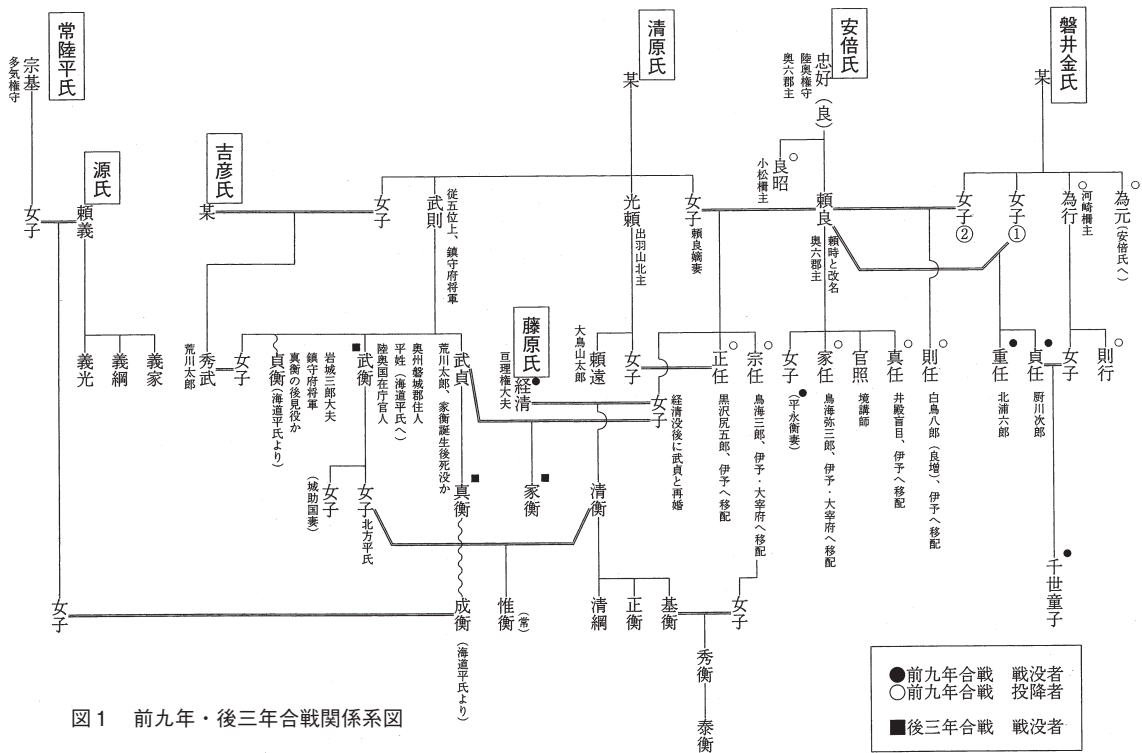 磐井金氏
某
為元(安倍氏へ)
為行
河崎柵主
女子①
女子②
則行
女子
貞任
厨川次郎
重任
北浦六郎
千世童子
安倍氏
忠好(良)
陸奥権守
奥六郡主
良昭
小松柵主
頼良
頼時と改名
奥六郡主
則任
白鳥八郎(良増)、伊予へ移配
真任
井殿盲目、伊予へ移配
官照
境講師
家任
鳥海弥三郎、伊予・大宰府へ移配
女子
(平永衡妻)
宗任
鳥海三郎、伊予・大宰府へ移配
正任
黒沢尻五郎、伊予へ移配
女子
経清没後に武貞と再婚
女子
清原氏
某
女子
頼良嫡妻
光頼
出羽山北主
武則
従五位上、鎮守府将軍
女子
女子
頼遠
大鳥山太郎
藤原氏
経清
亘理権大夫
清衡
家衡
基衡
正衡
清綱
惟衡
(常)
秀衡
泰衡
武貞
荒川太郎 家衡誕生後死没か
真衡
成衡
(海道平氏より)
武衡
奥州磐城郡住人
平姓(海道平氏へ)
陸奥国在庁官人
岩城三郎大夫
鎮守府将軍
真衡の後見役か
女子
北方平氏
女子
(城助国妻)
貞衡(海道平氏より)
女子
吉彦氏
某
秀武
荒川太郎
源氏
頼義
義家
義綱
義光
常陸平氏
宗基
多気権守
女子
女子
●前九年合戦 戦没者
○前九年合戦 投降者
■後三年合戦 戦没者
図1 前九年・後三年合戦関係系図